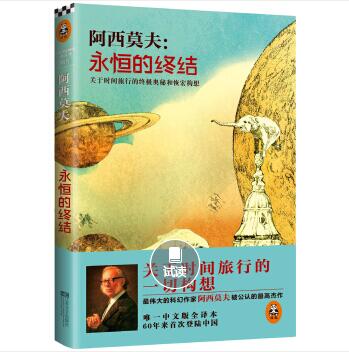 阿西莫夫:
永恒的终结
关于时间旅行的终极奥秘和恢宏构想
阿西莫夫
永恒的终结
试读
关于时间旅行的
一切构想
最伟大的科幻作家阿西莫夫被公认的最高杰作
唯一中文版全译本
60年来首次登陆中国